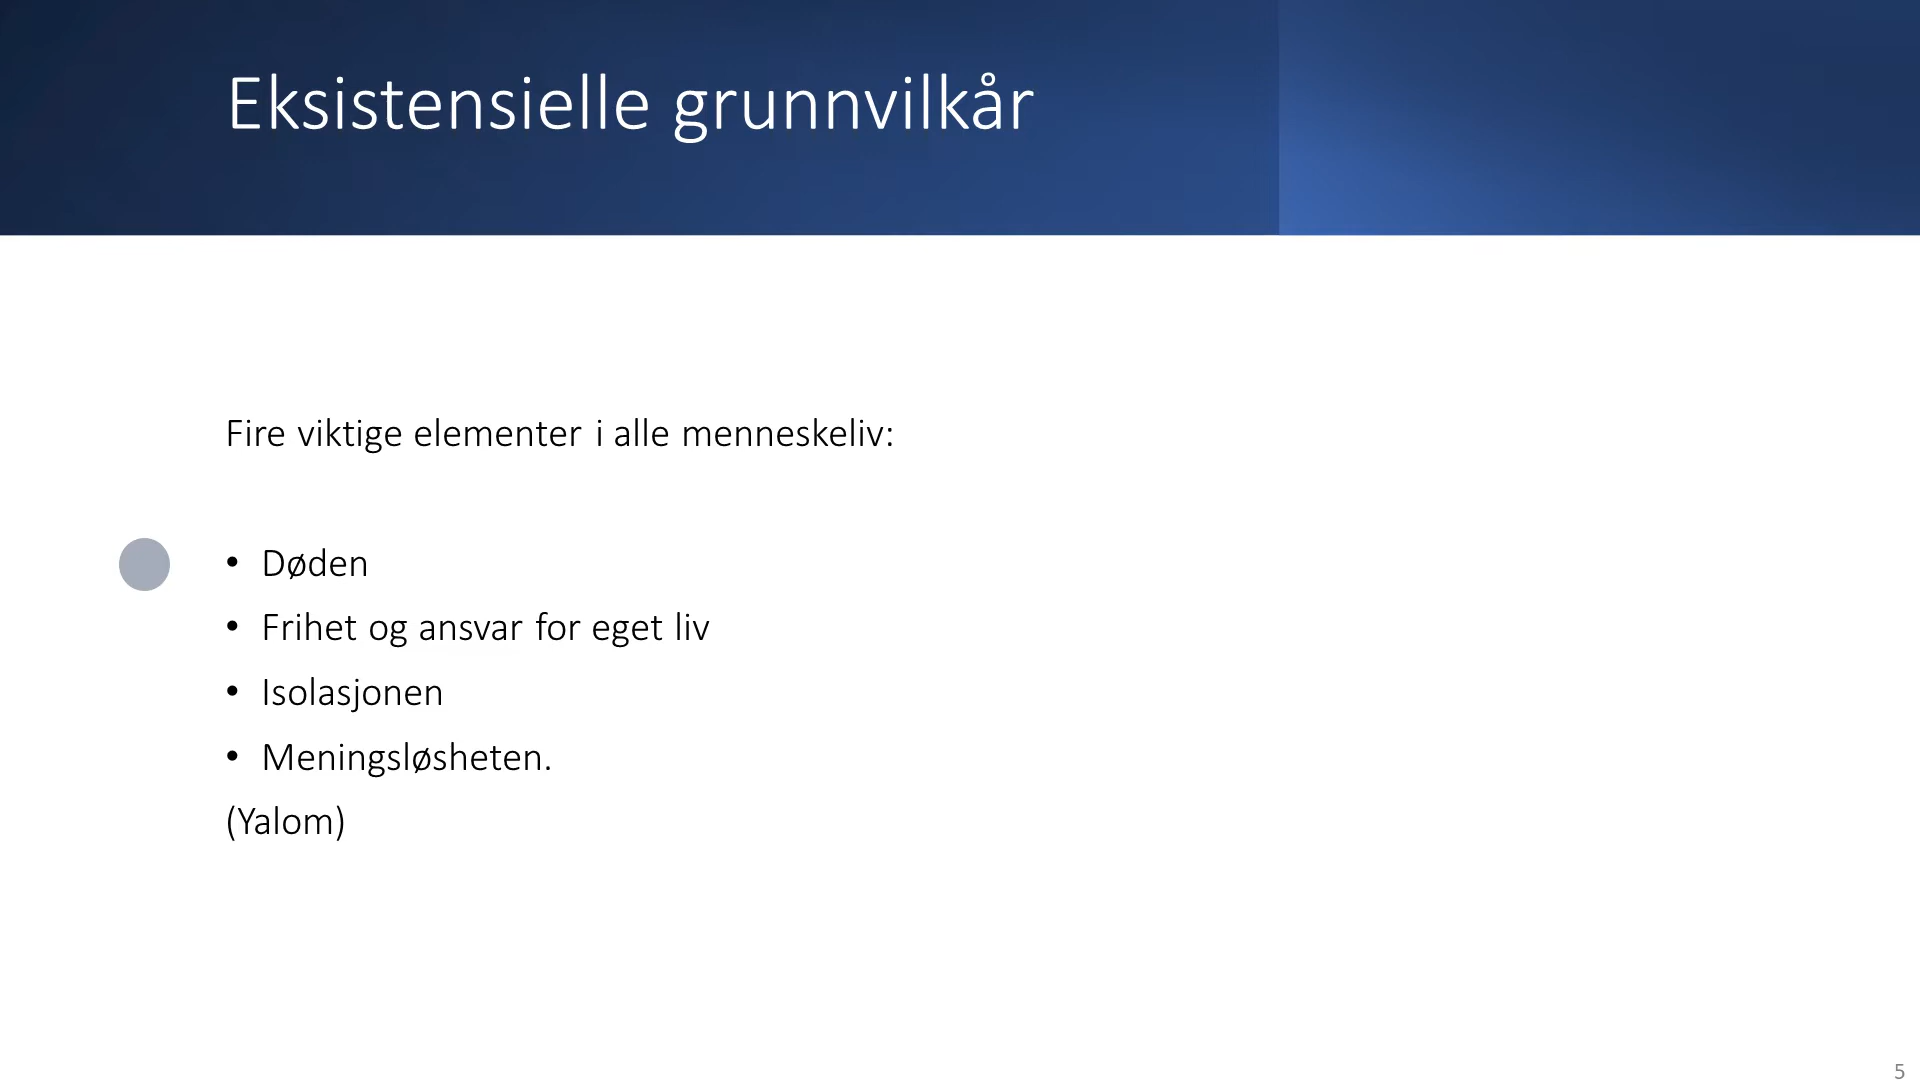 Eksistensielle grunnvilkår
Fire viktige elementer i alle menneskeliv:
• Døden
• Frihet og ansvar for eget liv
• Isolasjonen
• Meningsløsheten.
(Yalom)
5